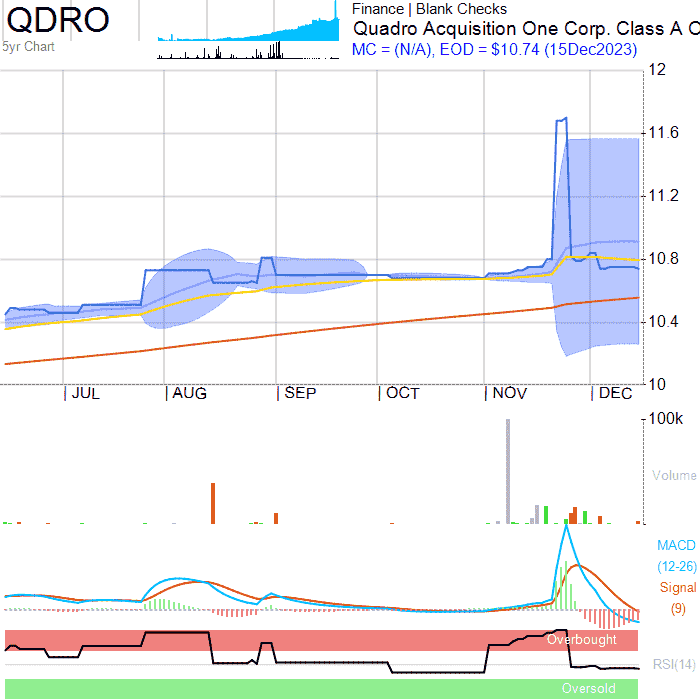 QDRO
5yr Chart
Finance | Blank Checks
Quadro Acquisition One Corp. Class A O
MC = (N/A), EOD = $10.74 (15Dec2023)
12
11.6
11.2
10.8
10.4
10
JUL AUG SEP OCT NOV DEC
100k
Volume
MACD
(12-26)
Signal
(9)
Overbought
RSI(14)
Oversold